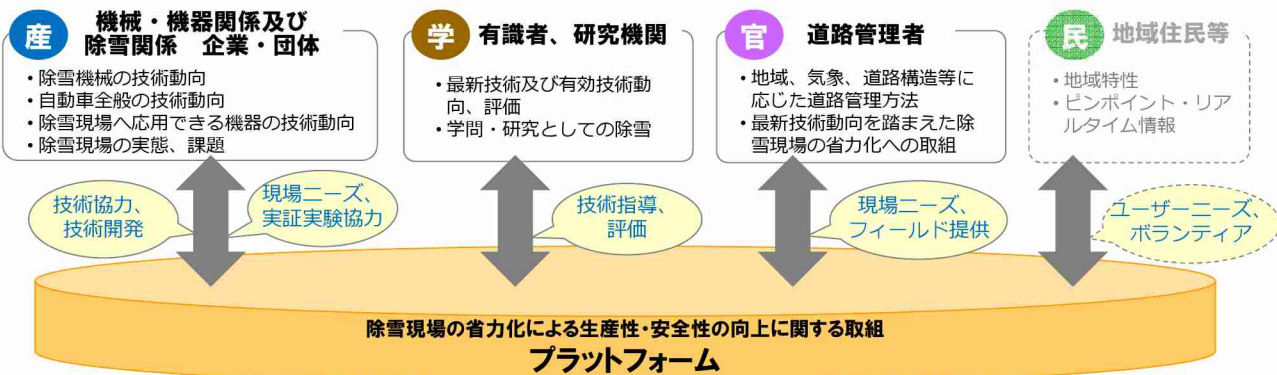 産
機械・機器関係及び
除雪関係 企業・団体
・除雪機械の技術動向
・自動車全般の技術動向
・除雪現場へ応用できる機器の技術動向
・除雪現場の実態、課題
学
有識者、研究機関
・最新技術及び有効技術動
向、評価
・学問・研究としての除雪
官
道路管理者
・地域、気象、道路構造等に
応じた道路管理方法
・最新技術動向を踏まえた除
雪現場の省力化への取組
民
地域住民等
・地域特性
・ピンポイント・リア
ルタイム情報
技術協力、
技術開発
現場ニーズ、
実証実験協力
技術指導、
評価
現場ニーズ、
フィールド提供
ユーザーニーズ、
ボランティア
除雪現場の省力化による生産性・安全性の向上に関する取組
プラットフォーム